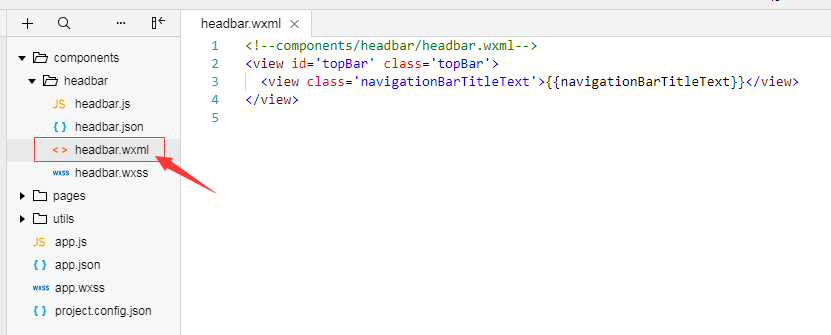 headbar.wxml
components
headbar
JS headbar.js
{ } headbar.json
< > headbar.wxml
wxss headbar.wxss
pages
utils
JS app.js
{ } app.json
wxss app.wxss
{ } project.config.json
1 <!--components/headbar/headbar.wxml-->
2 <view id='topBar' class='topBar'>
3 <view class='navigationBarTitleText'>{{navigationBarTitleText}}</view>
4 </view>
5